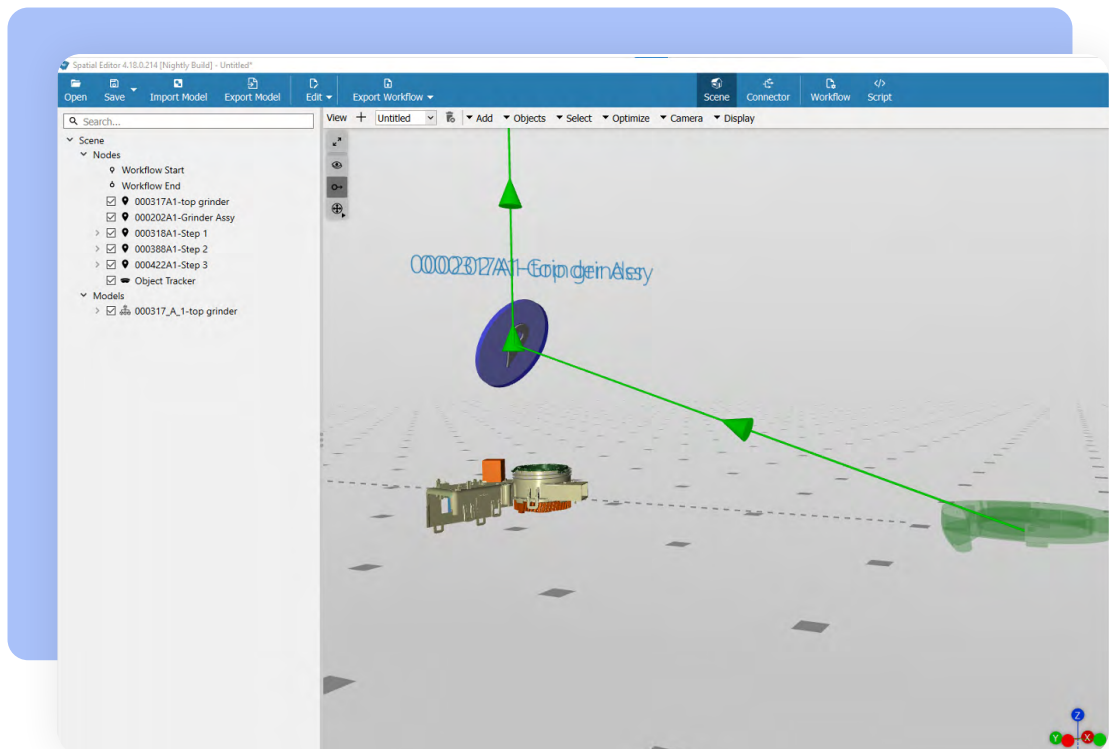 Spatial Editor 4.18.0.214 [Nightly Build] - Untitled*
Open Save Import Model Export Model Edit Export Workflow Scene Connector Workflow Script
Search...
View Untitled Add Objects Select Optimize Camera Display
Scene
Nodes
Workflow Start
Workflow End
000317A1-top grinder
000202A1-Grinder Assy
000318A1-Step 1
000388A1-Step 2
000422A1-Step 3
Object Tracker
Models
000317_A_1-top grinder
Z
Y X